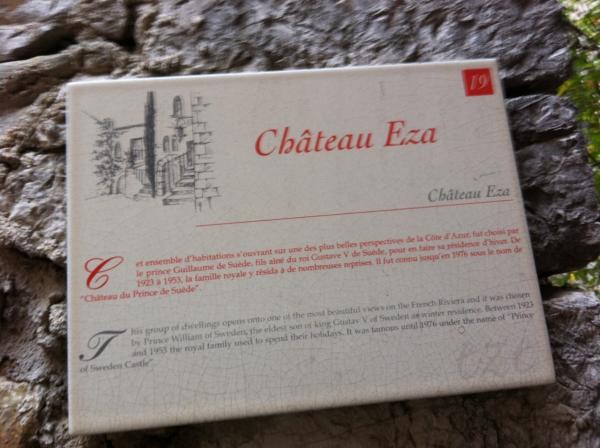 19
Château Eza
Château Eza
Cet ensemble d'habitations s'ouvrant sur une des plus belles perspectives de la Côte d'Azur, fut choisi par
le prince Guillaume de Suède, fils aîné du roi Gustave V de Suède, pour en faire sa résidence d'hiver. De
1923 à 1953, la famille royale y résida à de nombreuses reprises. Il fut connu jusqu'en 1976 sous le nom de
"Château du Prince de Suède".
This group of dwellings opens onto one of the most beautiful views on the French Riviera and it was chosen
by Prince William of Sweden, the eldest son of king Gustav V of Sweden as winter residence. Between 1923
and 1953 the royal family used to spend their holidays. It was famous until 1976 under the name of "Prince
of Sweden Castle"